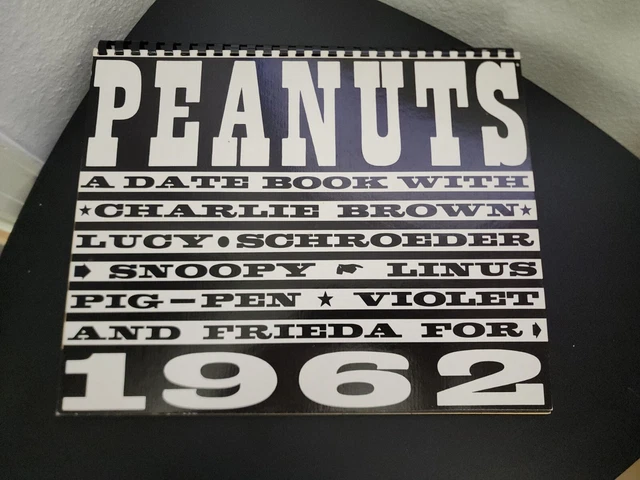 PEANUTS
A DATE BOOK WITH
★CHARLIE BROWN★
LUCY • SCHROEDER
SNOOPY ☛ LINUS
PIG-PEN ★ VIOLET
AND FRIEDA FOR
1962